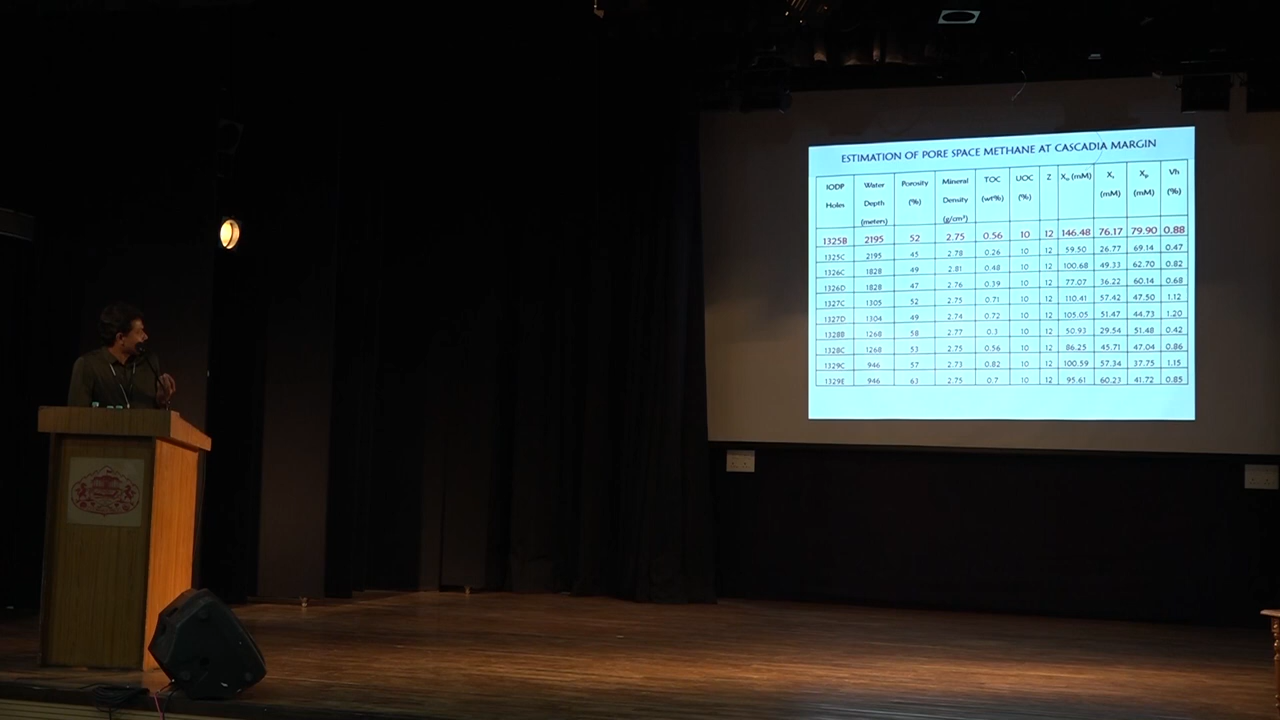 ESTIMATION OF PORE SPACE METHANE AT CASCADIA MARGIN
IODP Holes Water Depth (meters) Porosity (%) Mineral Density (g/cm³) TOC (wt%) UOC (%) Z Xₒ (mM) Xₛ (mM) Xₚ (mM) Vh (%)
1325B 2195 52 2.75 0.56 10 12 146.48 76.17 79.90 0.88
1325C 2195 45 2.78 0.26 10 12 59.50 26.77 69.14 0.47
1326C 1828 49 2.81 0.48 10 12 100.68 49.33 62.70 0.82
1326D 1828 47 2.76 0.39 10 12 77.07 36.22 60.14 0.68
1327C 1305 52 2.75 0.71 10 12 110.41 57.42 47.50 1.12
1327D 1304 49 2.74 0.72 10 12 105.05 51.47 44.73 1.20
1328B 1268 58 2.77 0.3 10 12 50.93 29.54 51.48 0.42
1328C 1268 53 2.75 0.56 10 12 86.25 45.71 47.04 0.86
1329C 946 57 2.73 0.82 10 12 100.59 57.34 37.75 1.15
1329E 946 63 2.75 0.7 10 12 95.61 60.23 41.72 0.85